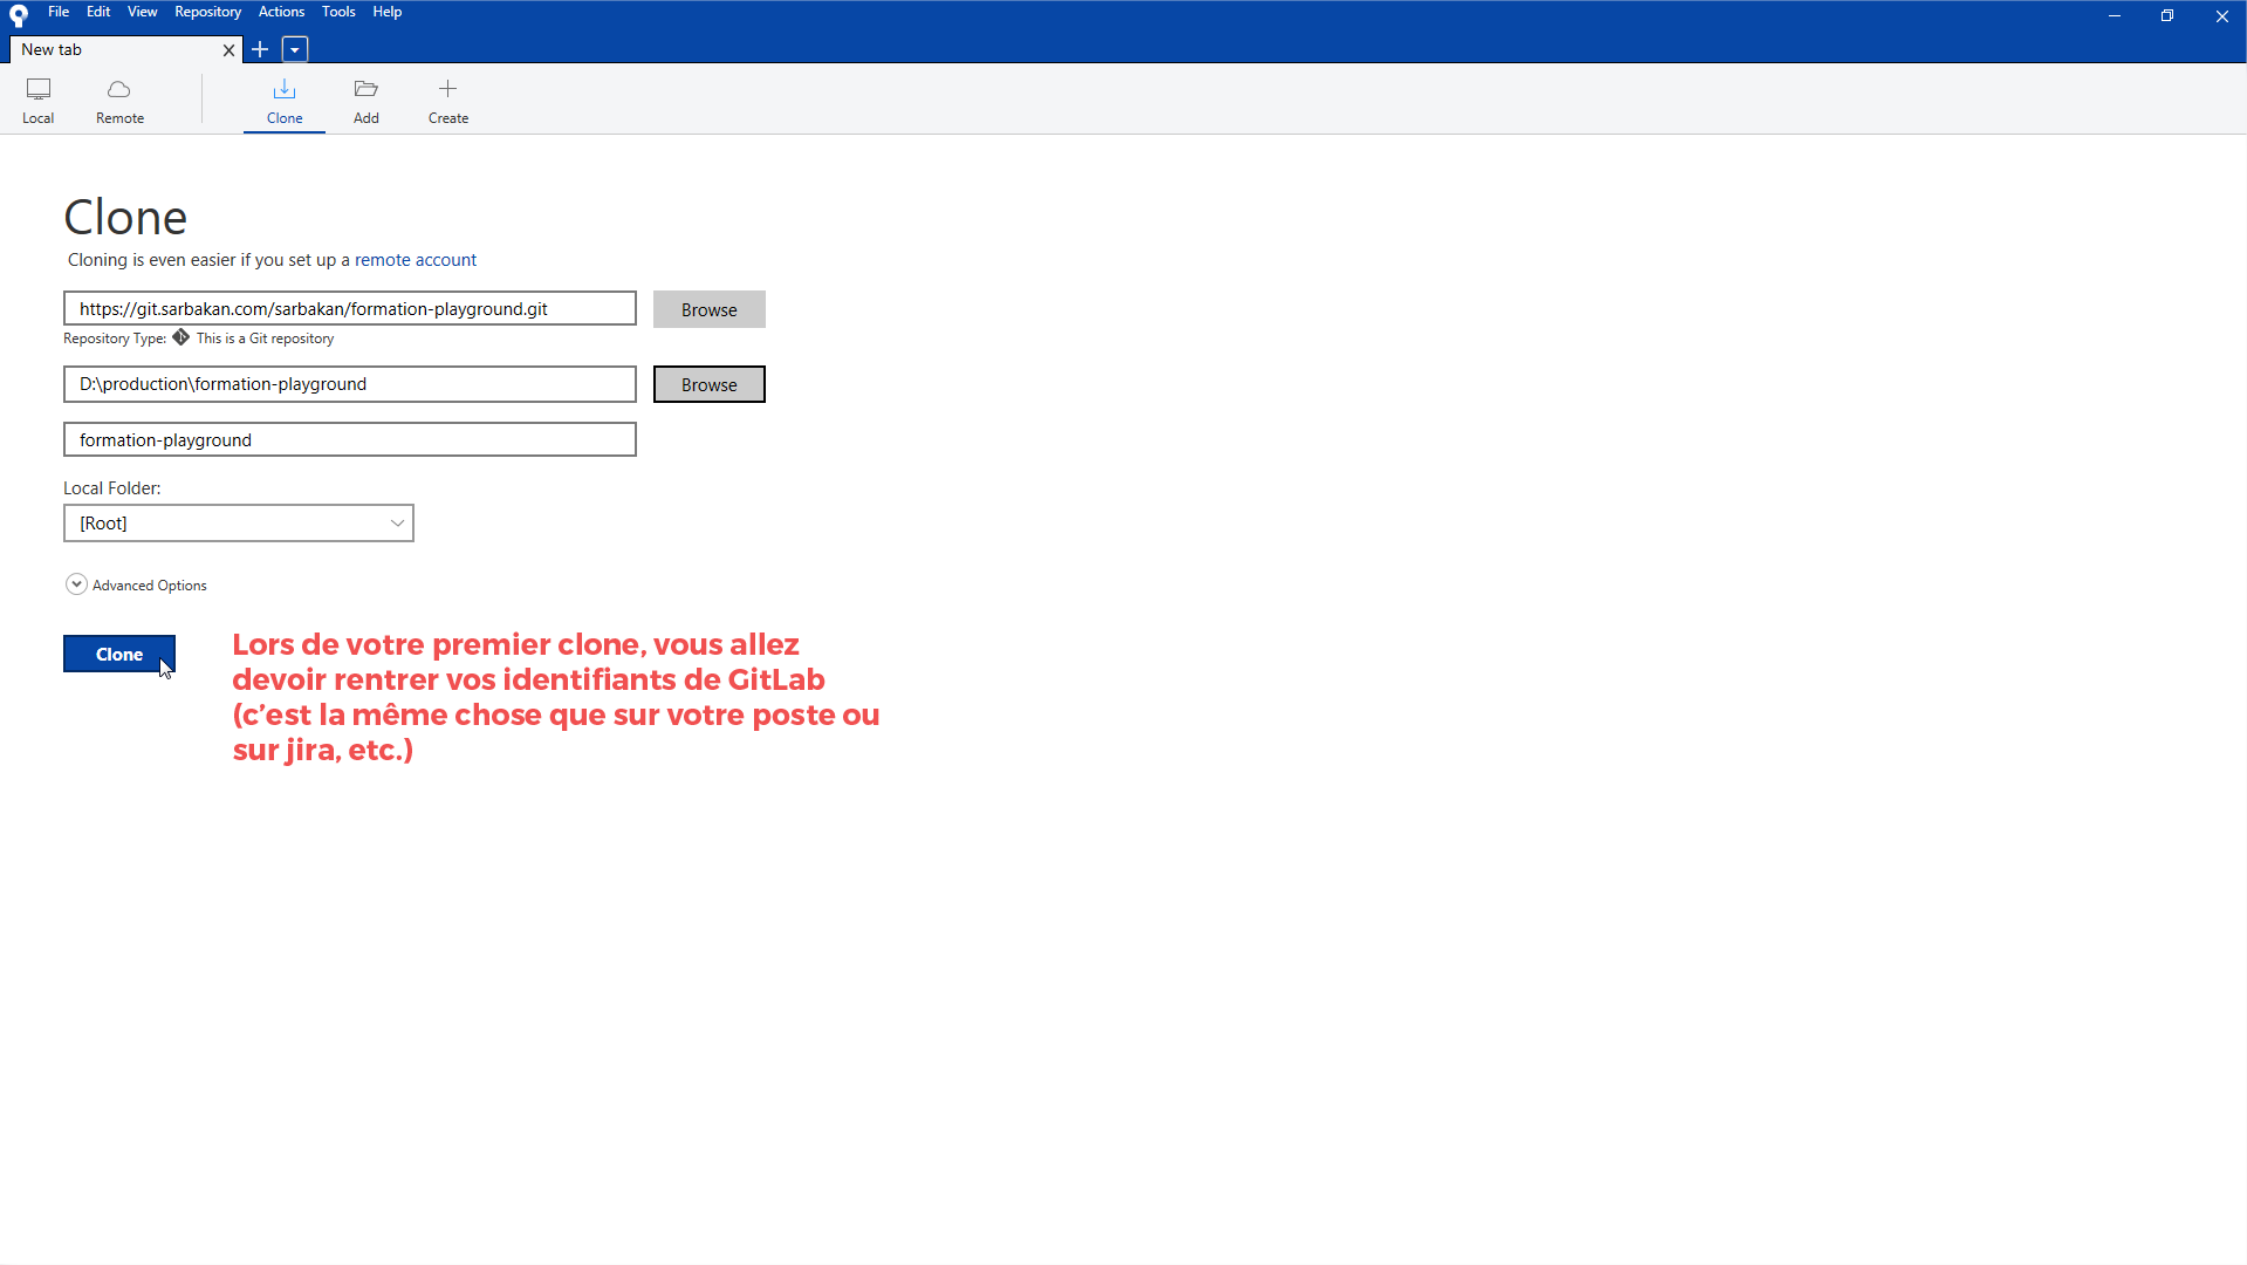 File Edit View Repository Actions Tools Help
New tab
Local Remote Clone Add Create
Clone
Cloning is even easier if you set up a remote account
https://git.sarbakan.com/sarbakan/formation-playground.git Browse
Repository Type: This is a Git repository
D:\production\formation-playground Browse
formation-playground
Local Folder:
[Root]
Advanced Options
Clone
Lors de votre premier clone, vous allez
devoir rentrer vos identifiants de GitLab
(c’est la même chose que sur votre poste ou
sur jira, etc.)